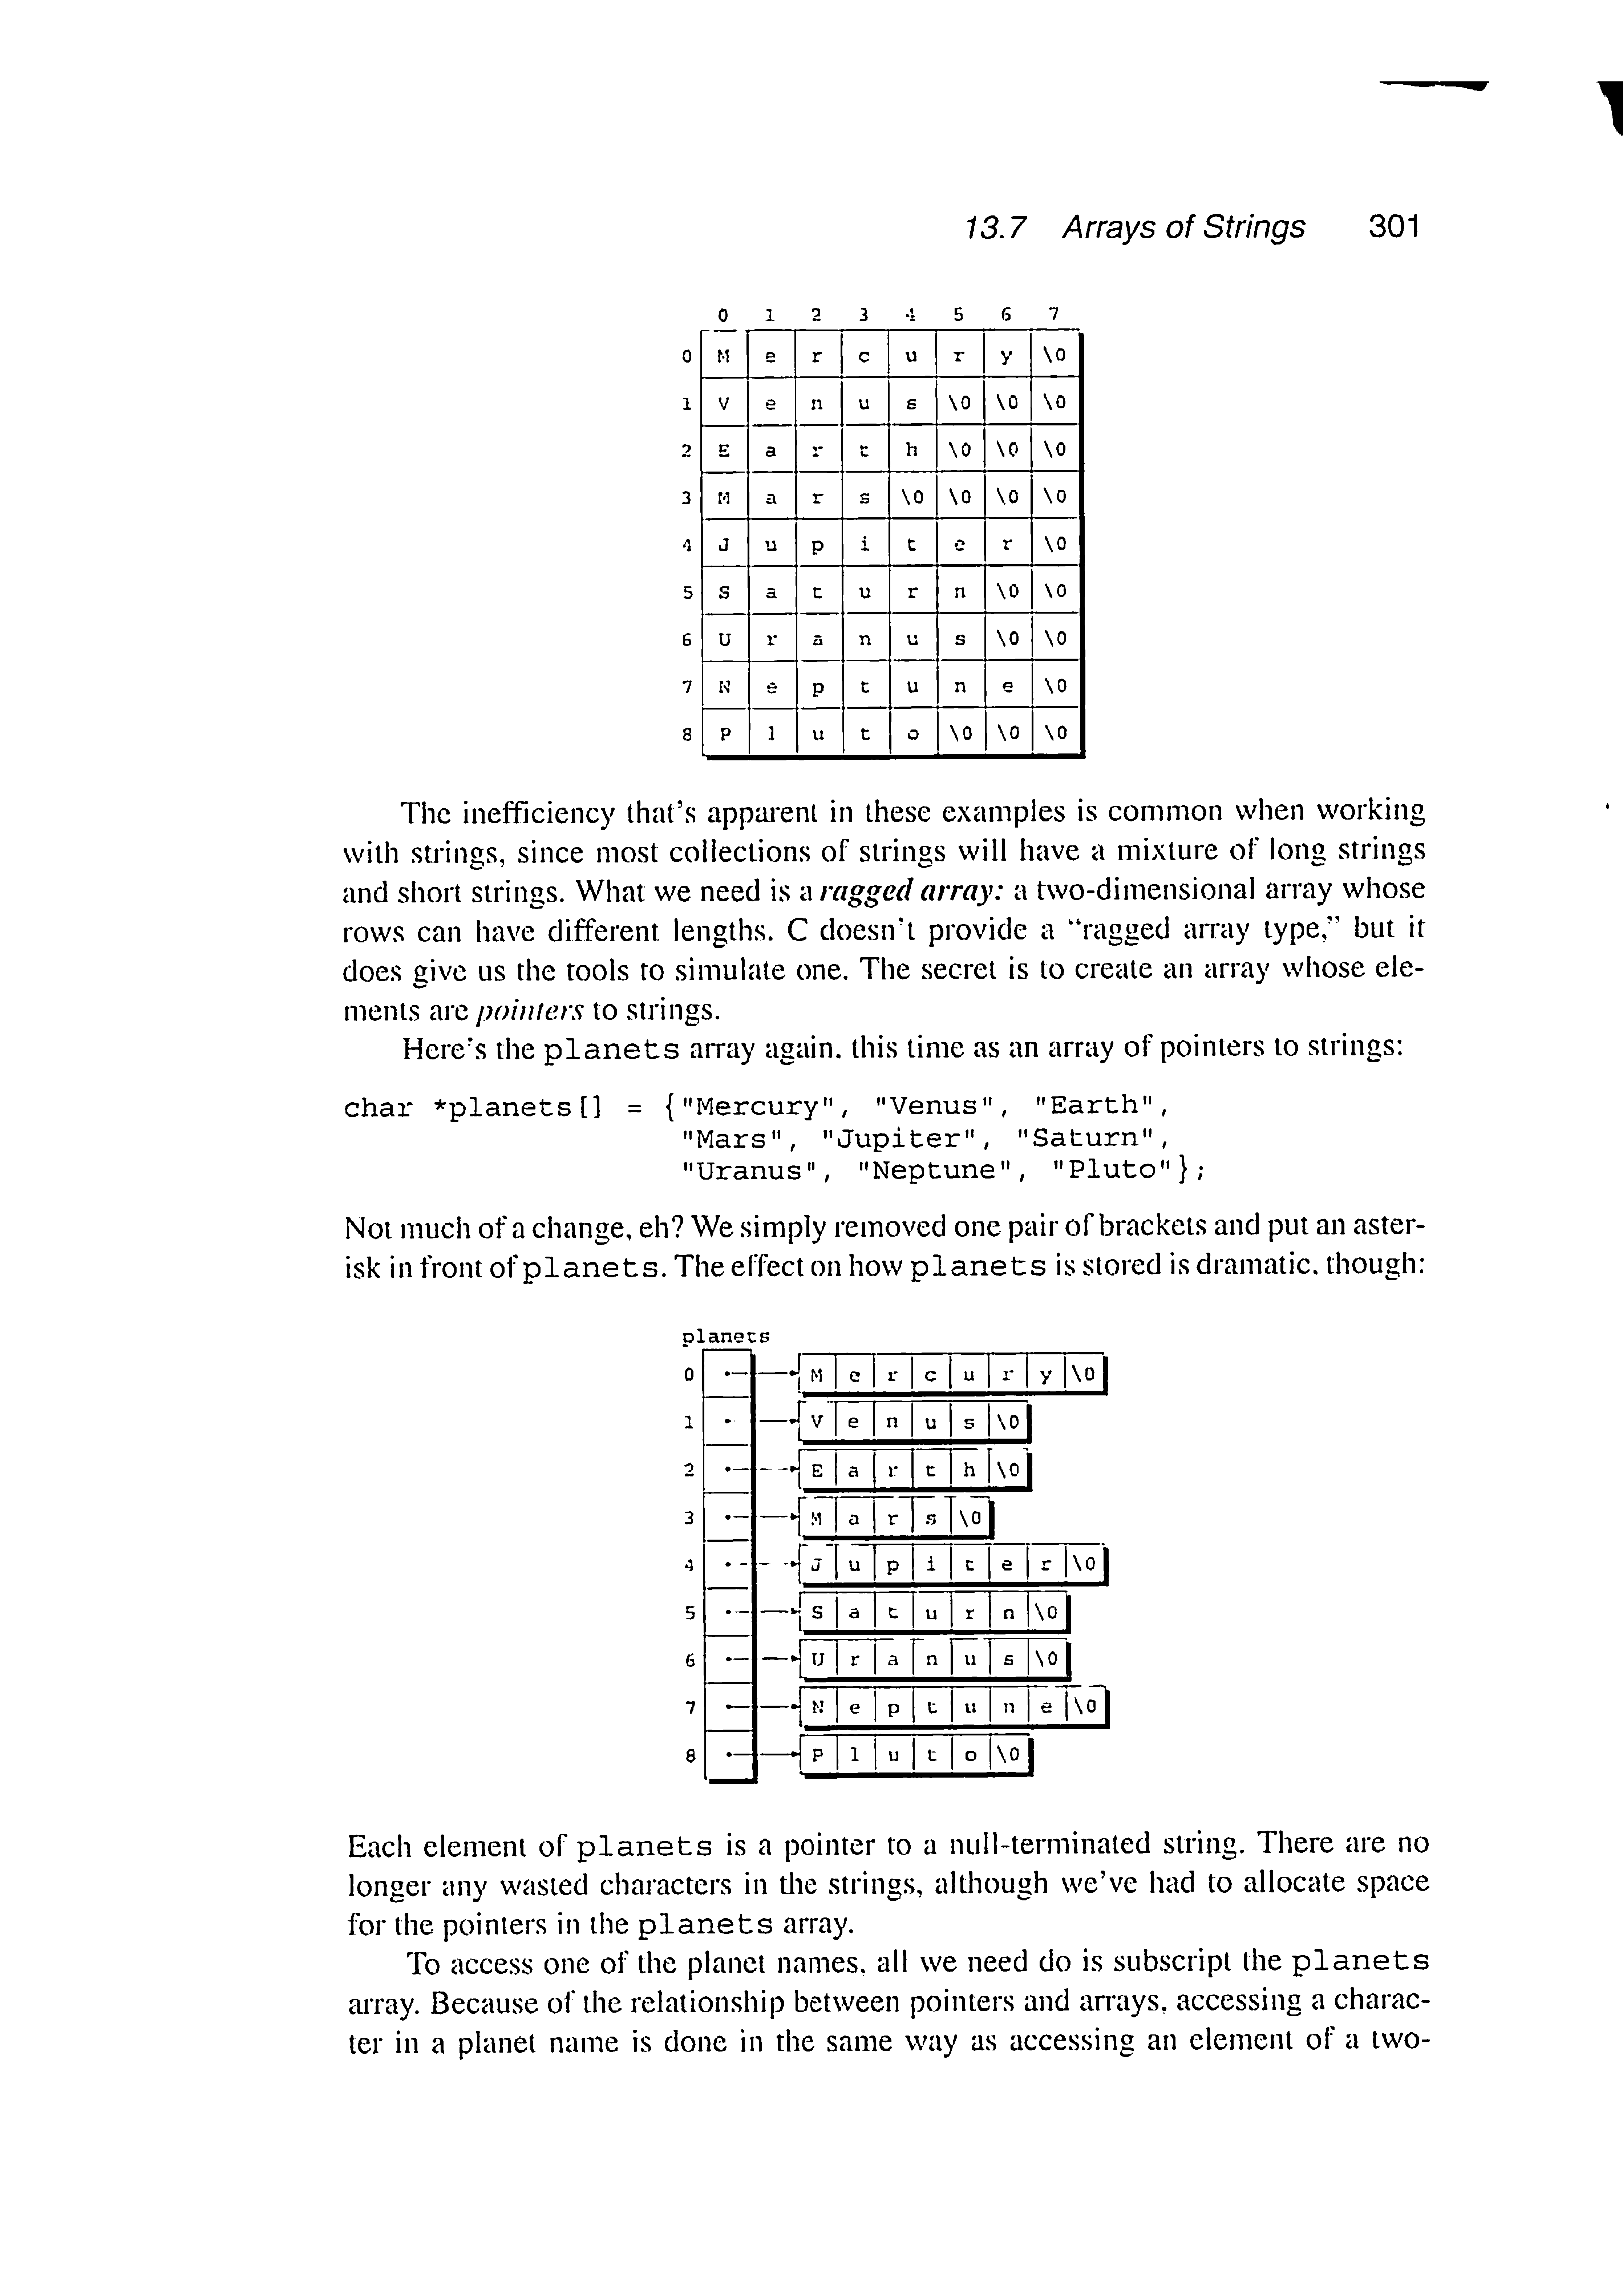 13.7 Arrays of Strings 301
0 1 2 3 4 5 6 7
0 M e r c u r y \0
1 V e n u s \0 \0 \0
2 E a r t h \0 \0 \0
3 M a r s \0 \0 \0 \0
4 J u p i t e r \0
5 S a t u r n \0 \0
6 U r a n u s \0 \0
7 N e p t u n e \0
8 P l u t o \0 \0 \0
The inefficiency that's apparent in these examples is common when working
with strings, since most collections of strings will have a mixture of long strings
and short strings. What we need is a ragged array: a two-dimensional array whose
rows can have different lengths. C doesn't provide a “ragged array type,” but it
does give us the tools to simulate one. The secret is to create an array whose ele-
ments are pointers to strings.
Here's the planets array again, this time as an array of pointers to strings:
char *planets[] = {"Mercury", "Venus", "Earth",
"Mars", "Jupiter", "Saturn",
"Uranus", "Neptune", "Pluto"};
Not much of a change, eh? We simply removed one pair of brackets and put an aster-
isk in front of planets. The effect on how planets is stored is dramatic, though:
planets
0 M e r c u r y \0
1 V e n u s \0
2 E a r t h \0
3 M a r s \0
4 J u p i t e r \0
5 S a t u r n \0
6 U r a n u s \0
7 N e p t u n e \0
8 P l u t o \0
Each element of planets is a pointer to a null-terminated string. There are no
longer any wasted characters in the strings, although we've had to allocate space
for the pointers in the planets array.
To access one of the planet names, all we need do is subscript the planets
array. Because of the relationship between pointers and arrays, accessing a charac-
ter in a planet name is done in the same way as accessing an element of a two-